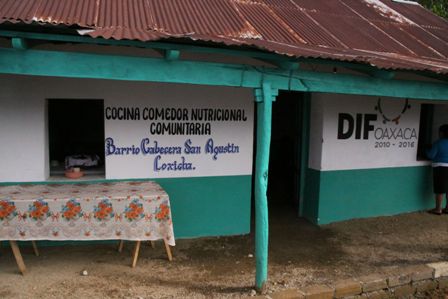 COCINA COMEDOR NUTRICIONAL
COMUNITARIA
Barrio Cabecera San Agustin
Loxicha.
DIF OAXACA
2010 - 2016